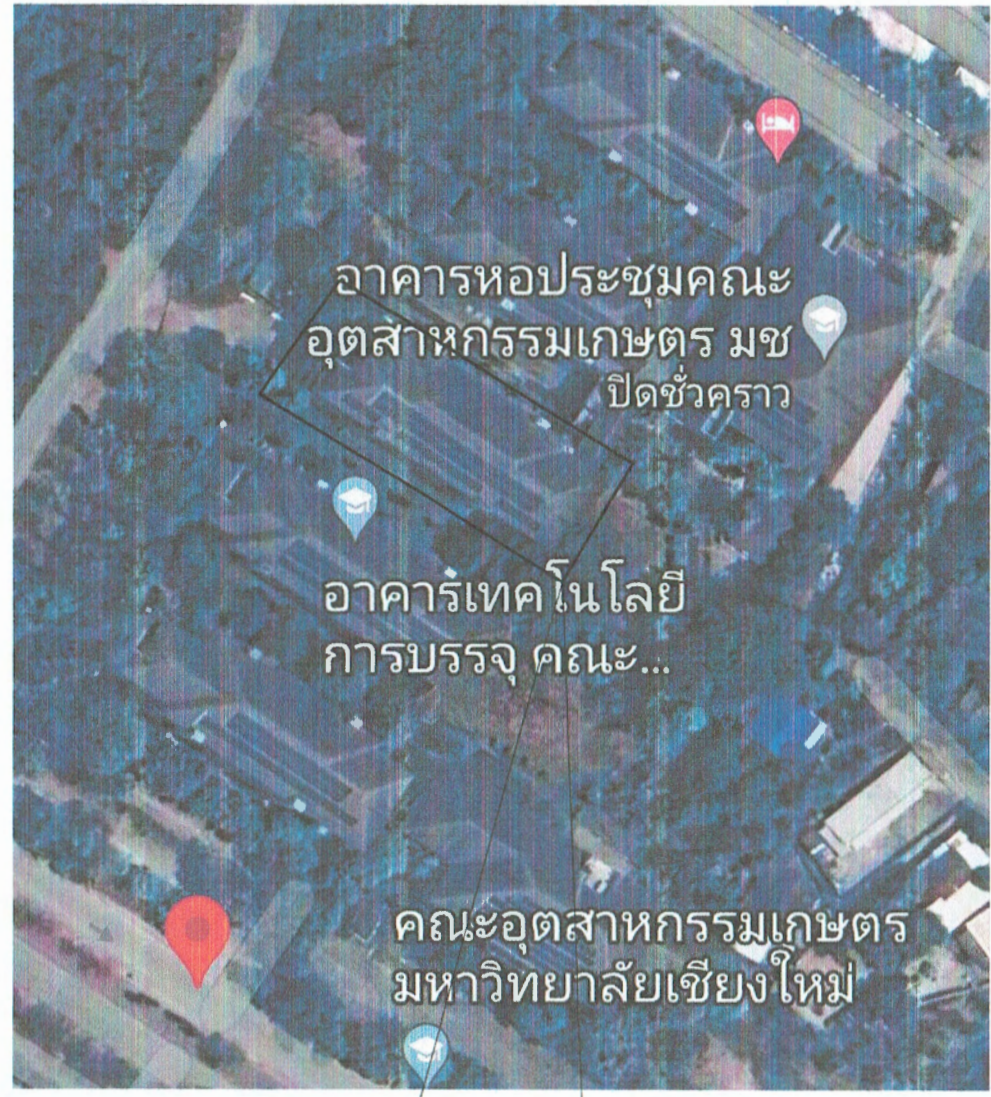 อาคารหอประชุมคณะ
อุตสาหกรรมเกษตร มช
ปิดชั่วคราว
อาคารเทคโนโลยี
การบรรจุ คณะ...
คณะอุตสาหกรรมเกษตร
มหาวิทยาลัยเชียงใหม่